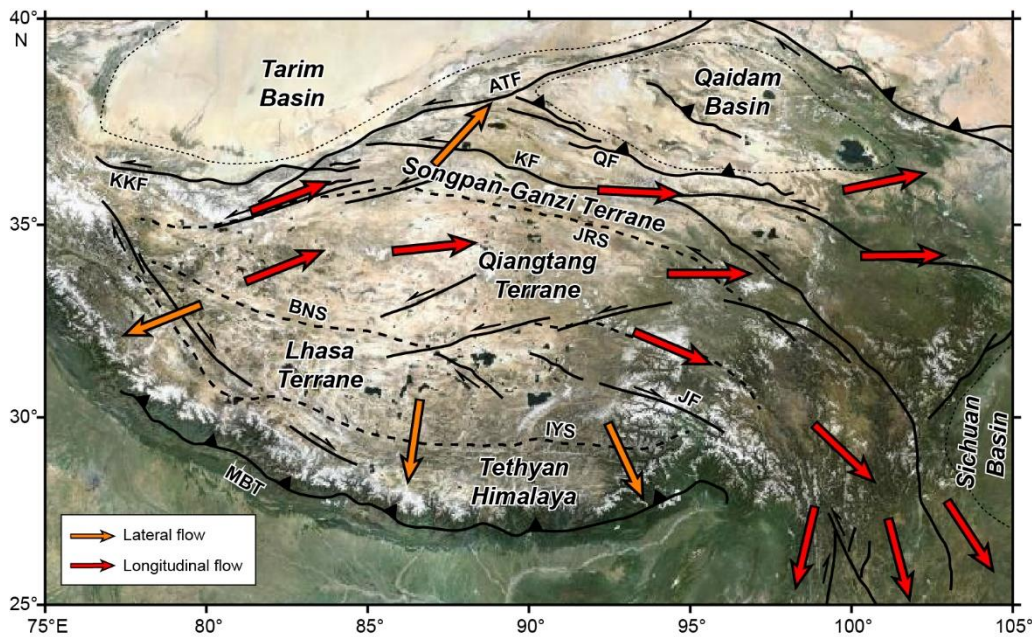 40°
N
35°
30°
25°
75°E
80°
85°
90°
95°
100°
105°
Tarim
Basin
Qaidam
Basin
ATF
KKF
KF
QF
Songpan-Ganzi Terrane
JRS
Qiangtang
Terrane
BNS
Lhasa
Terrane
JF
IYS
Tethyan
Himalaya
MBT
Sichuan
Basin
Lateral flow
Longitudinal flow